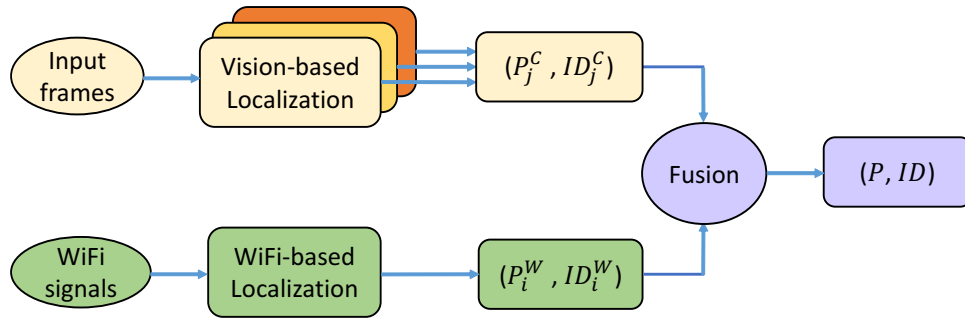 Input
frames
Vision-based
Localization
$(P_j^C, ID_j^C)$
Fusion
$(P, ID)$
WiFi
signals
WiFi-based
Localization
$(P_i^W, ID_i^W)$